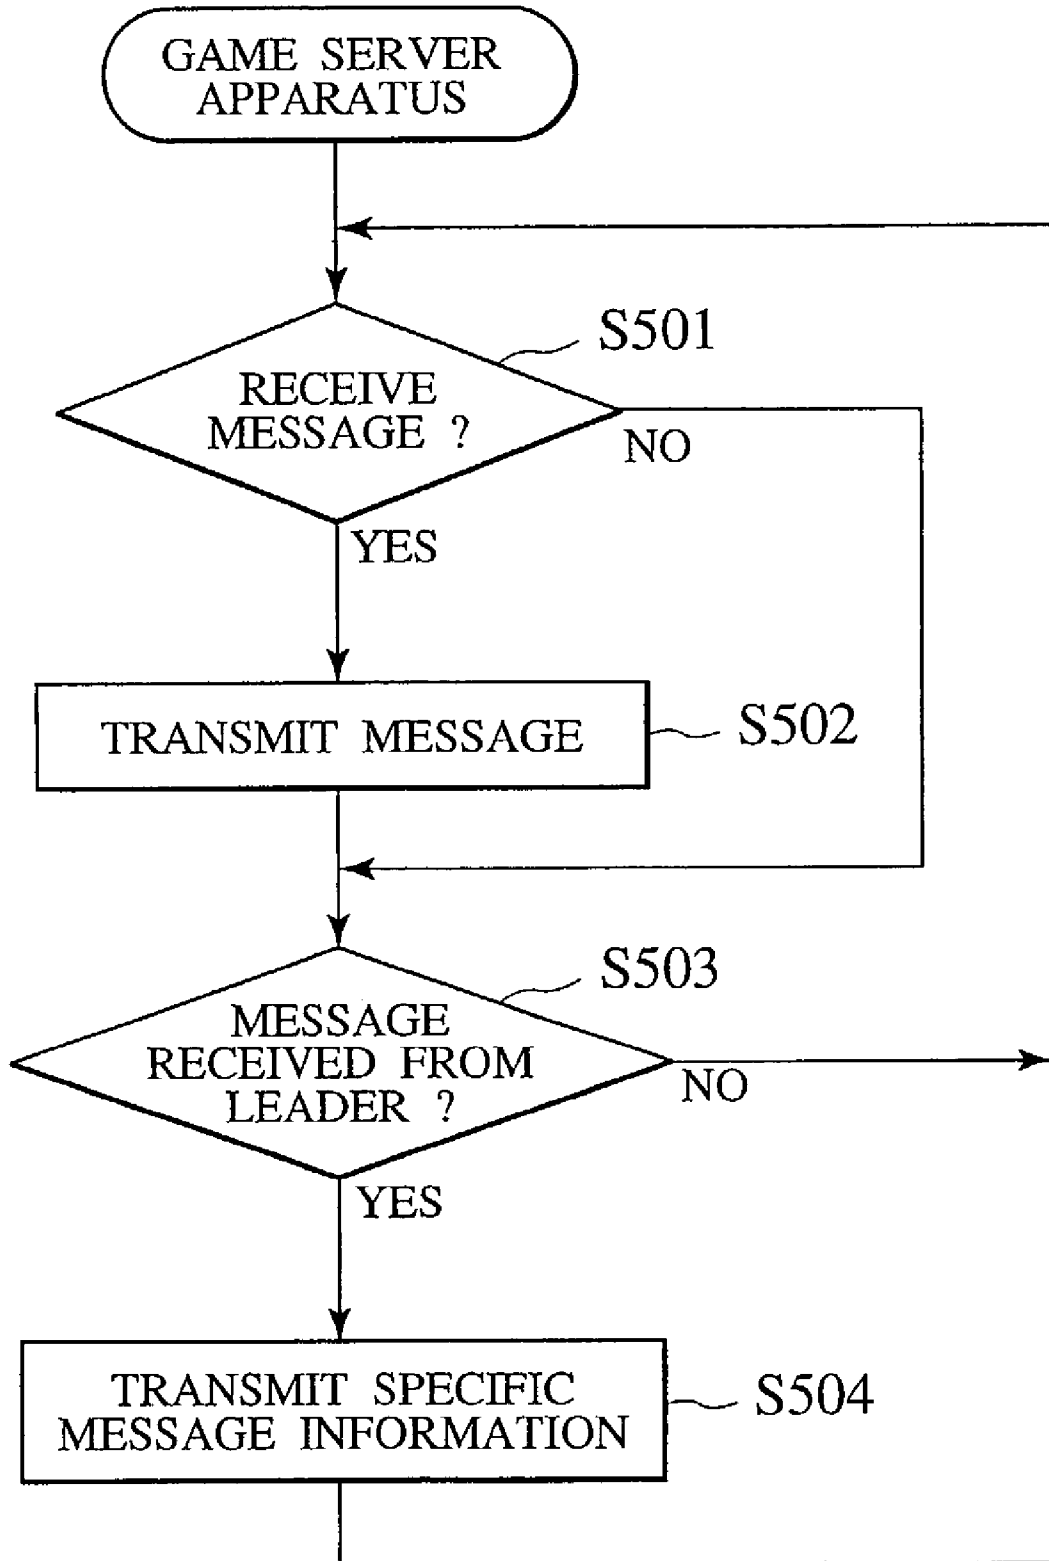 GAME SERVER
APPARATUS
S501
RECEIVE
MESSAGE ?
NO
YES
TRANSMIT MESSAGE
S502
S503
MESSAGE
RECEIVED FROM
LEADER ?
NO
YES
TRANSMIT SPECIFIC
MESSAGE INFORMATION
S504